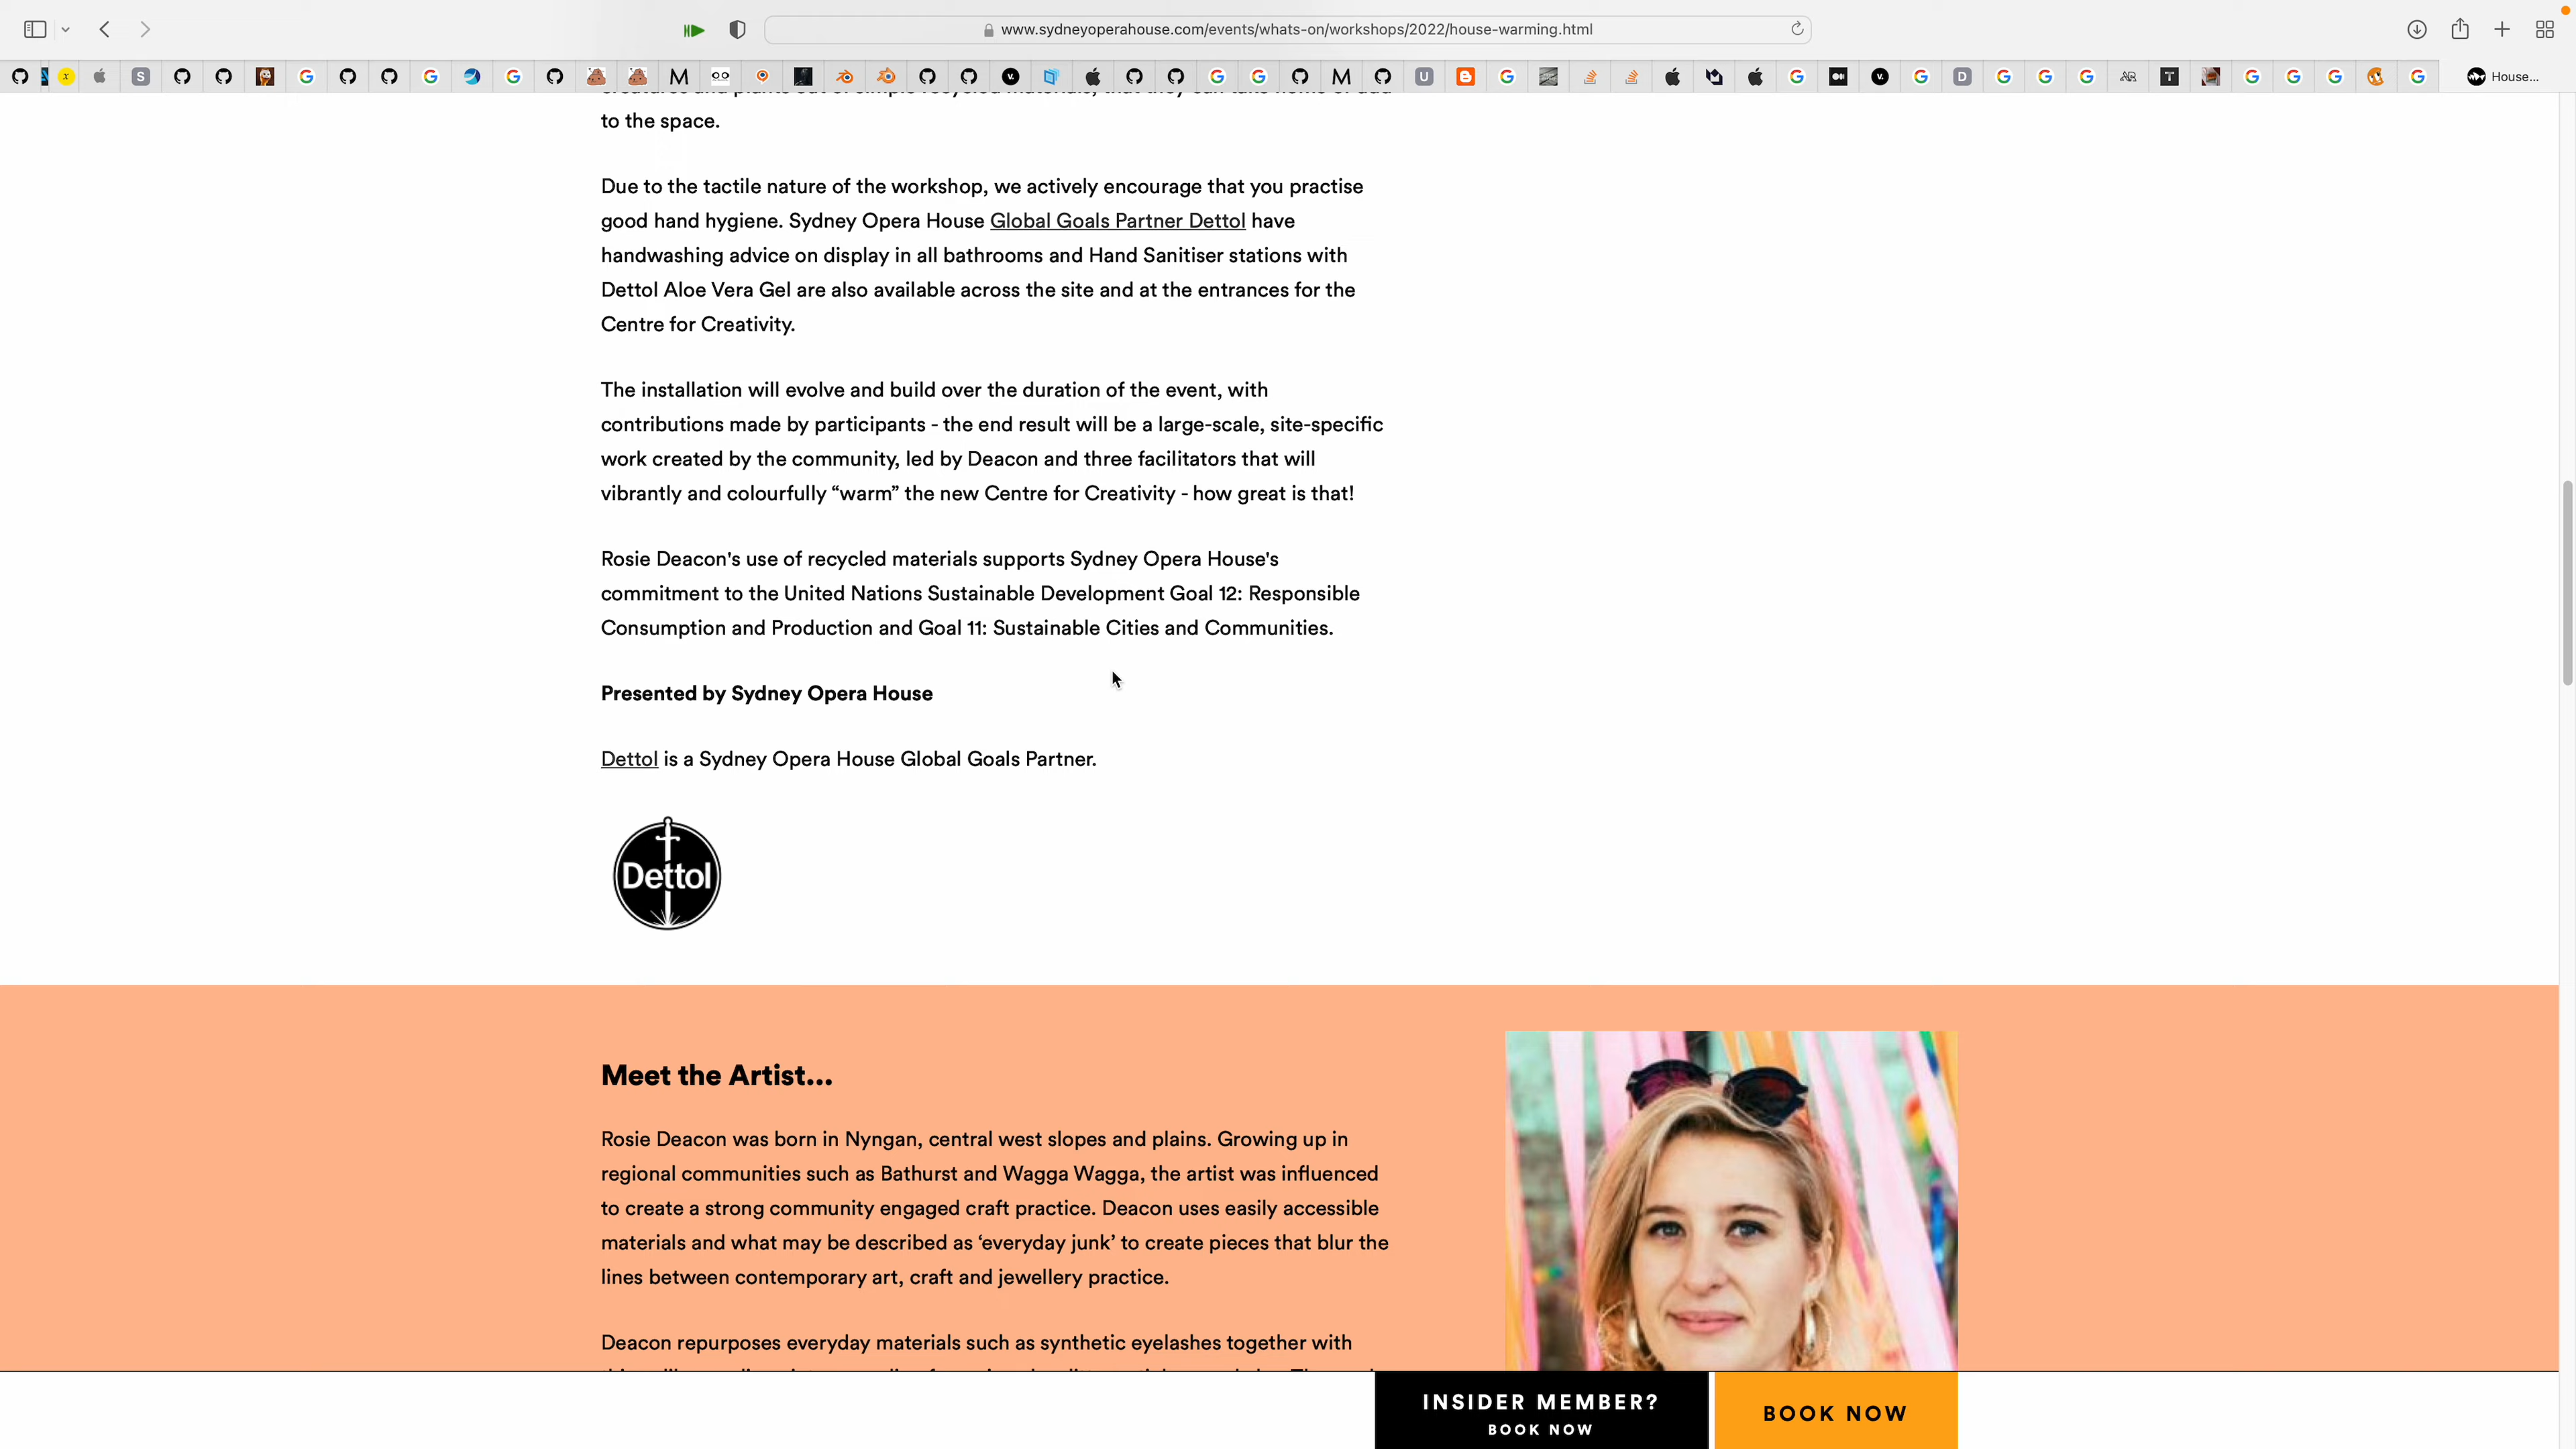 www.sydneyoperahouse.com/events/whats-on/workshops/2022/house-warming.html
House...
to the space.
Due to the tactile nature of the workshop, we actively encourage that you practise
good hand hygiene. Sydney Opera House Global Goals Partner Dettol have
handwashing advice on display in all bathrooms and Hand Sanitiser stations with
Dettol Aloe Vera Gel are also available across the site and at the entrances for the
Centre for Creativity.
The installation will evolve and build over the duration of the event, with
contributions made by participants - the end result will be a large-scale, site-specific
work created by the community, led by Deacon and three facilitators that will
vibrantly and colourfully “warm” the new Centre for Creativity - how great is that!
Rosie Deacon's use of recycled materials supports Sydney Opera House's
commitment to the United Nations Sustainable Development Goal 12: Responsible
Consumption and Production and Goal 11: Sustainable Cities and Communities.
Presented by Sydney Opera House
Dettol is a Sydney Opera House Global Goals Partner.
Dettol
Meet the Artist...
Rosie Deacon was born in Nyngan, central west slopes and plains. Growing up in
regional communities such as Bathurst and Wagga Wagga, the artist was influenced
to create a strong community engaged craft practice. Deacon uses easily accessible
materials and what may be described as ‘everyday junk’ to create pieces that blur the
lines between contemporary art, craft and jewellery practice.
Deacon repurposes everyday materials such as synthetic eyelashes together with
INSIDER MEMBER?
BOOK NOW
BOOK NOW